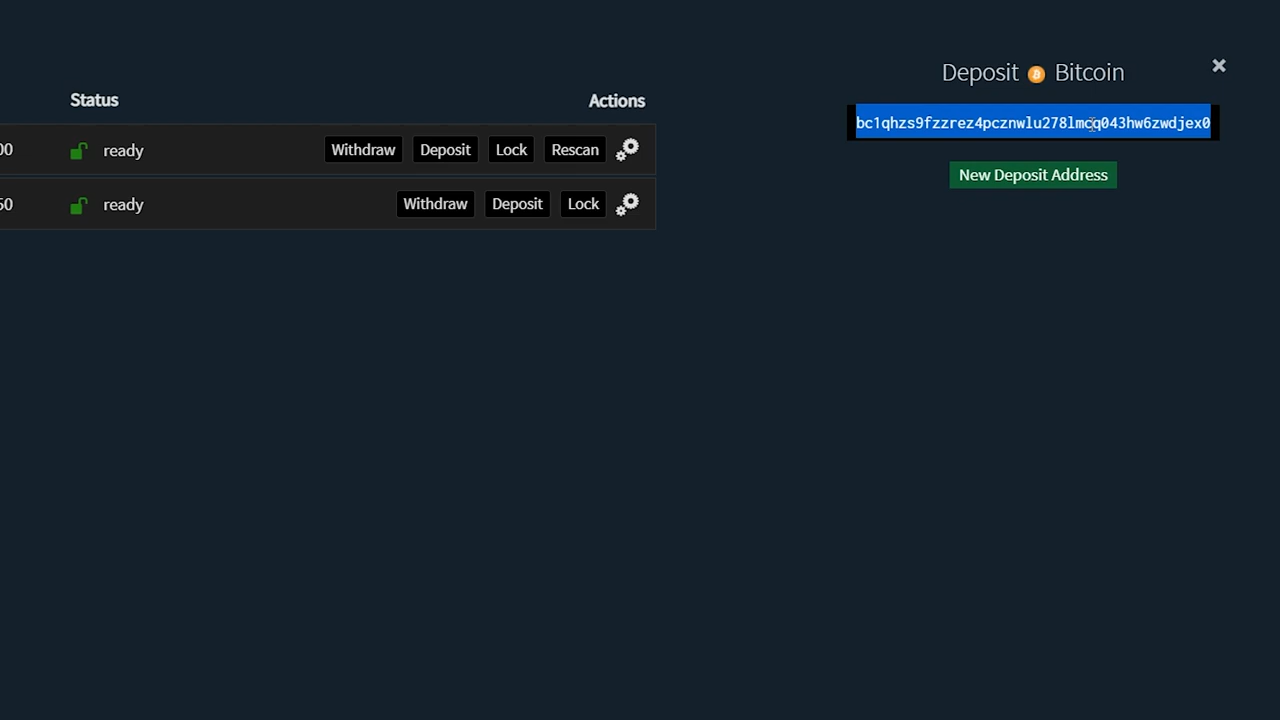 Deposit Bitcoin
Status
Actions
bc1qhzs9fzzrez4pcznwlu278lmcq043hw6zwdjex0
00
ready
Withdraw
Deposit
Lock
Rescan
New Deposit Address
50
ready
Withdraw
Deposit
Lock